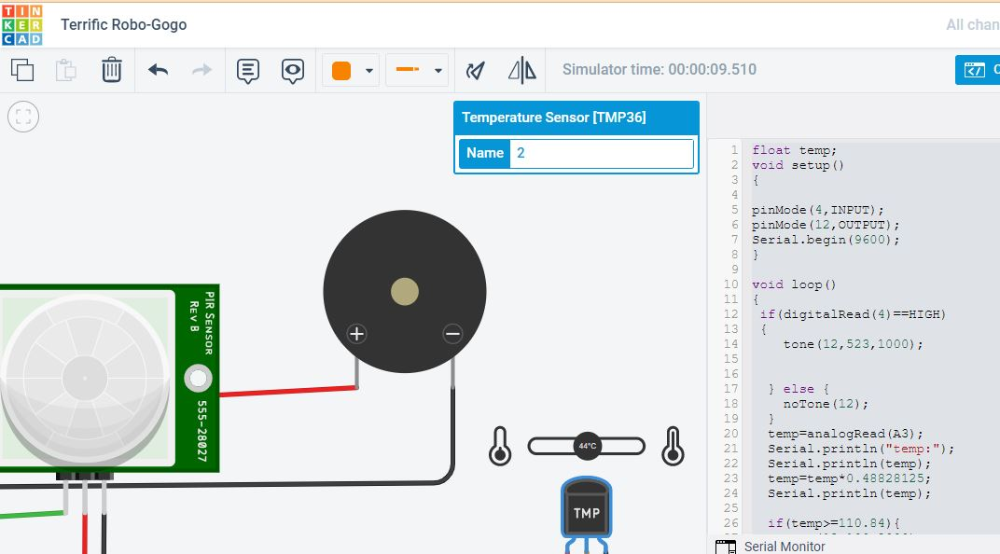 TIN
KER
CAD
Terrific Robo-Gogo
All chan
Simulator time: 00:00:09.510
Temperature Sensor [TMP36]
Name 2
PIR SENSOR
REV B
555-28027
+
−
44°C
TMP
1 float temp;
2 void setup()
3 {
4
5 pinMode(4,INPUT);
6 pinMode(12,OUTPUT);
7 Serial.begin(9600);
8 }
9
10 void loop()
11 {
12 if(digitalRead(4)==HIGH)
13 {
14 tone(12,523,1000);
15
16
17 } else {
18 noTone(12);
19 }
20 temp=analogRead(A3);
21 Serial.println("temp:");
22 Serial.println(temp);
23 temp=temp*0.48828125;
24 Serial.println(temp);
25
26 if(temp>=110.84){
Serial Monitor